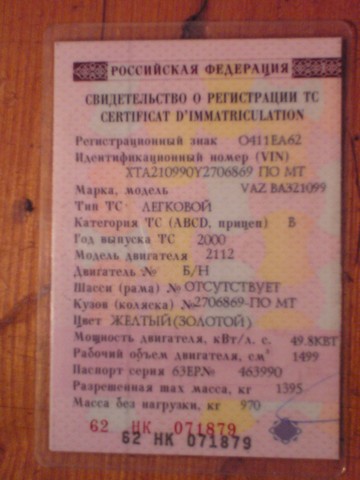 РОССИЙСКАЯ ФЕДЕРАЦИЯ
СВИДЕТЕЛЬСТВО О РЕГИСТРАЦИИ ТС
CERTIFICAT D'IMMATRICULATION
Регистрационный знак О411ЕА62
Идентификационный номер (VIN)
XTA210990Y2706869 ПО МТ
Марка, модель VAZ ВАЗ21099
Тип ТС ЛЕГКОВОЙ
Категория ТС (ABCD, прицеп) B
Год выпуска ТС 2000
Модель двигателя 2112
Двигатель № Б/Н
Шасси (рама) № ОТСУТСТВУЕТ
Кузов (коляска) № 2706869-ПО МТ
Цвет ЖЕЛТЫЙ(ЗОЛОТОЙ)
Мощность двигателя, кВт/л. с. 49.8КВТ
Рабочий объем двигателя, см³ 1499
Паспорт серия 63ЕР№ 463990
Разрешенная max масса, кг 1395
Масса без нагрузки, кг 970
62 НК 071879
62 НК 071879